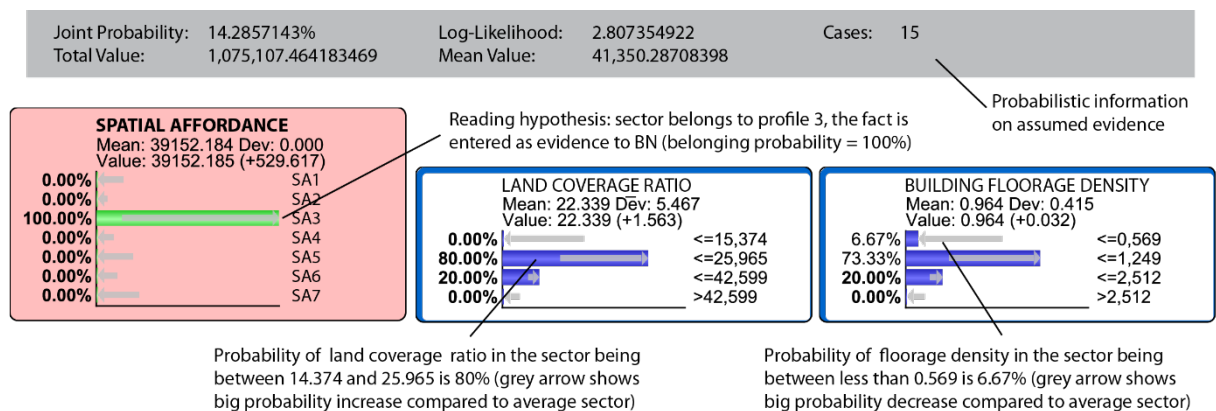 Joint Probability: 14.2857143% Log-Likelihood: 2.807354922 Cases: 15
Total Value: 1,075,107.464183469 Mean Value: 41,350.28708398
Probabilistic information
on assumed evidence
Reading hypothesis: sector belongs to profile 3, the fact is
entered as evidence to BN (belonging probability = 100%)
SPATIAL AFFORDANCE
Mean: 39152.184 Dev: 0.000
Value: 39152.185 (+529.617)
0.00% SA1
0.00% SA2
100.00% SA3
0.00% SA4
0.00% SA5
0.00% SA6
0.00% SA7
LAND COVERAGE RATIO
Mean: 22.339 Dev: 5.467
Value: 22.339 (+1.563)
0.00% <=15,374
80.00% <=25,965
20.00% <=42,599
0.00% >42,599
BUILDING FLOORAGE DENSITY
Mean: 0.964 Dev: 0.415
Value: 0.964 (+0.032)
6.67% <=0,569
73.33% <=1,249
20.00% <=2,512
0.00% >2,512
Probability of land coverage ratio in the sector being
between 14.374 and 25.965 is 80% (grey arrow shows
big probability increase compared to average sector)
Probability of floorage density in the sector being
between less than 0.569 is 6.67% (grey arrow shows
big probability decrease compared to average sector)